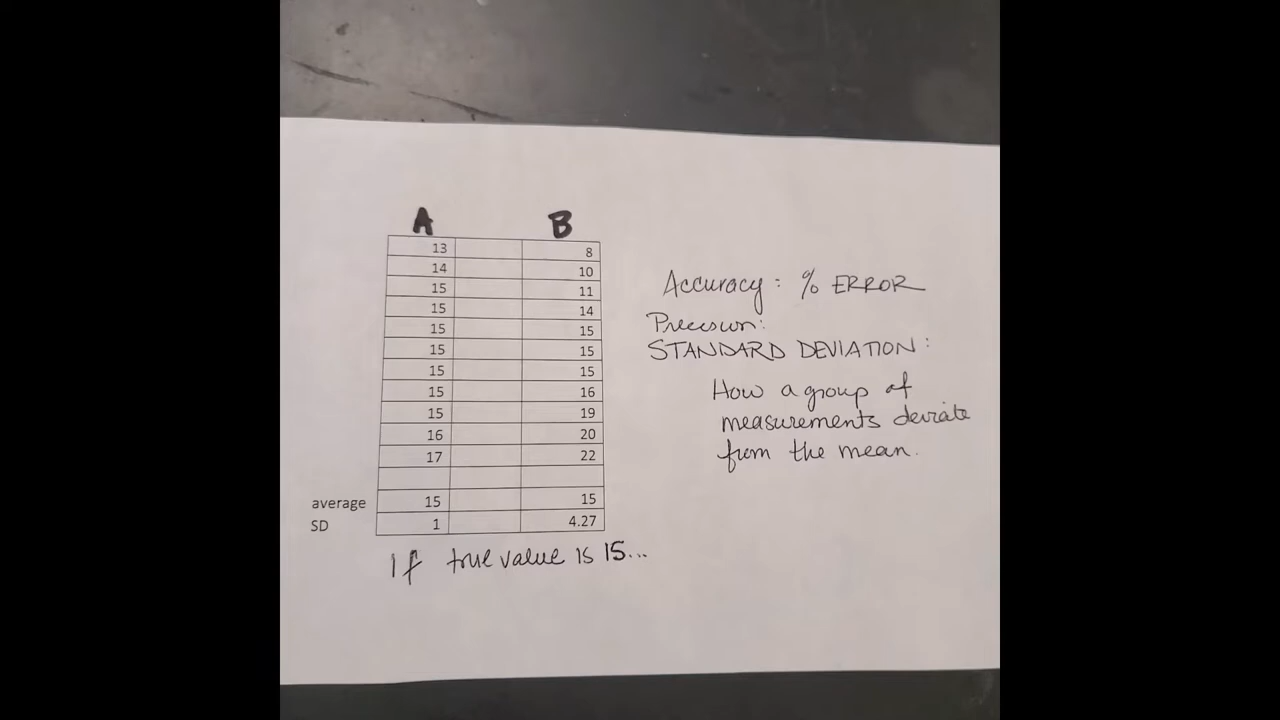 A B
13 8
14 10
15 11
15 14
15 15
15 15
15 15
15 16
15 19
16 20
17 22
average 15 15
SD 1 4.27
If true value is 15...
Accuracy: % ERROR
Precision:
STANDARD DEVIATION:
How a group of
measurements deviate
from the mean.